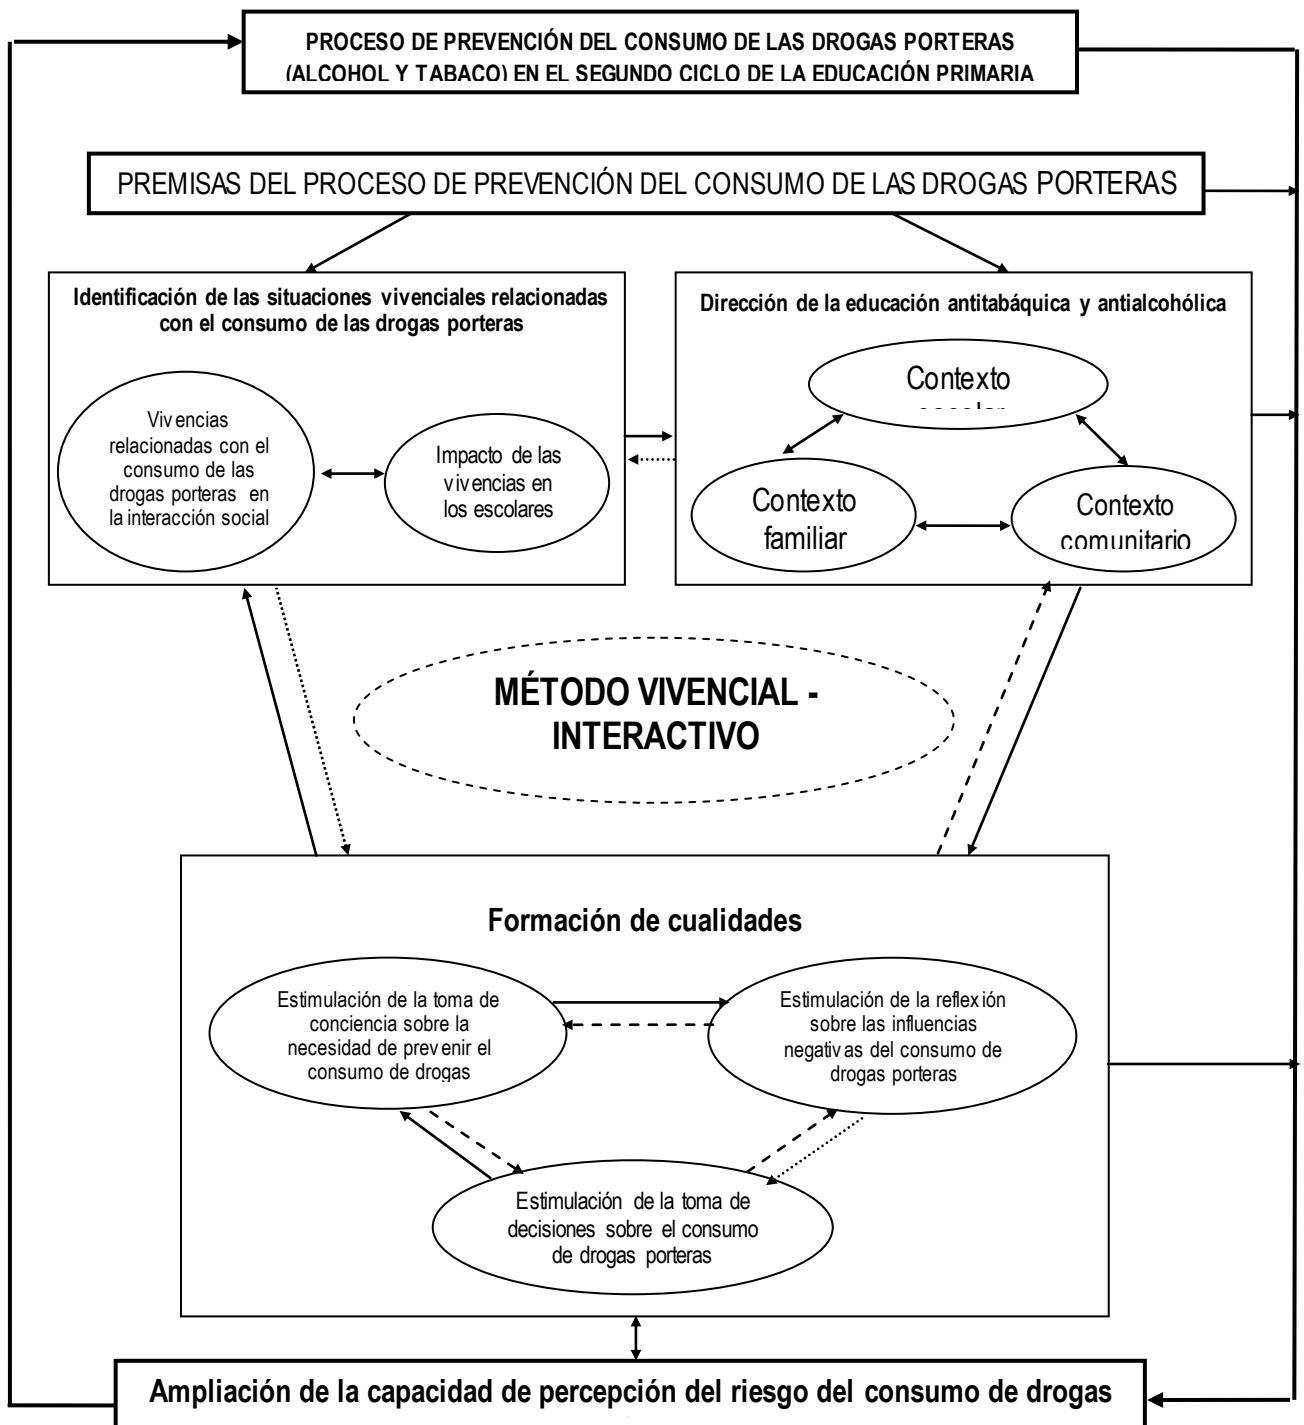 PROCESO DE PREVENCIÓN DEL CONSUMO DE LAS DROGAS PORTERAS
(ALCOHOL Y TABACO) EN EL SEGUNDO CICLO DE LA EDUCACIÓN PRIMARIA
PREMISAS DEL PROCESO DE PREVENCIÓN DEL CONSUMO DE LAS DROGAS PORTERAS
Identificación de las situaciones vivenciales relacionadas
con el consumo de las drogas porteras
Vivencias
relacionadas con el
consumo de las
drogas porteras en
la interacción social
Impacto de las
vivencias en
los escolares
Dirección de la educación antitabáquica y antialcohólica
Contexto
Contexto
familiar
Contexto
comunitario
MÉTODO VIVENCIAL -
INTERACTIVO
Formación de cualidades
Estimulación de la toma de
conciencia sobre la
necesidad de prevenir el
consumo de drogas
Estimulación de la reflexión
sobre las influencias
negativas del consumo de
drogas porteras
Estimulación de la toma de
decisiones sobre el consumo
de drogas porteras
Ampliación de la capacidad de percepción del riesgo del consumo de drogas